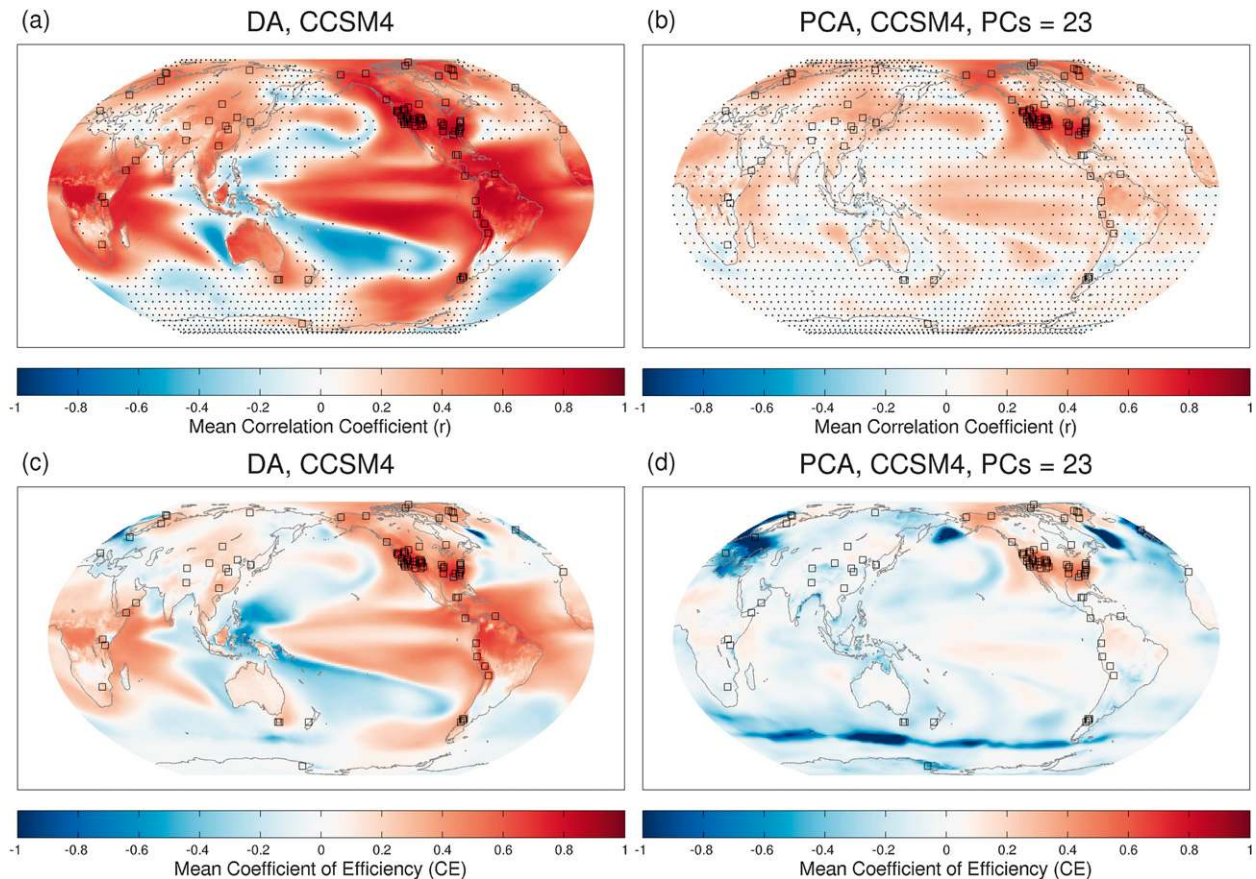 (a) DA, CCSM4
(b) PCA, CCSM4, PCs = 23
-1 -0.8 -0.6 -0.4 -0.2 0 0.2 0.4 0.6 0.8 1
Mean Correlation Coefficient (r)
-1 -0.8 -0.6 -0.4 -0.2 0 0.2 0.4 0.6 0.8 1
Mean Correlation Coefficient (r)
(c) DA, CCSM4
(d) PCA, CCSM4, PCs = 23
-1 -0.8 -0.6 -0.4 -0.2 0 0.2 0.4 0.6 0.8 1
Mean Coefficient of Efficiency (CE)
-1 -0.8 -0.6 -0.4 -0.2 0 0.2 0.4 0.6 0.8 1
Mean Coefficient of Efficiency (CE)